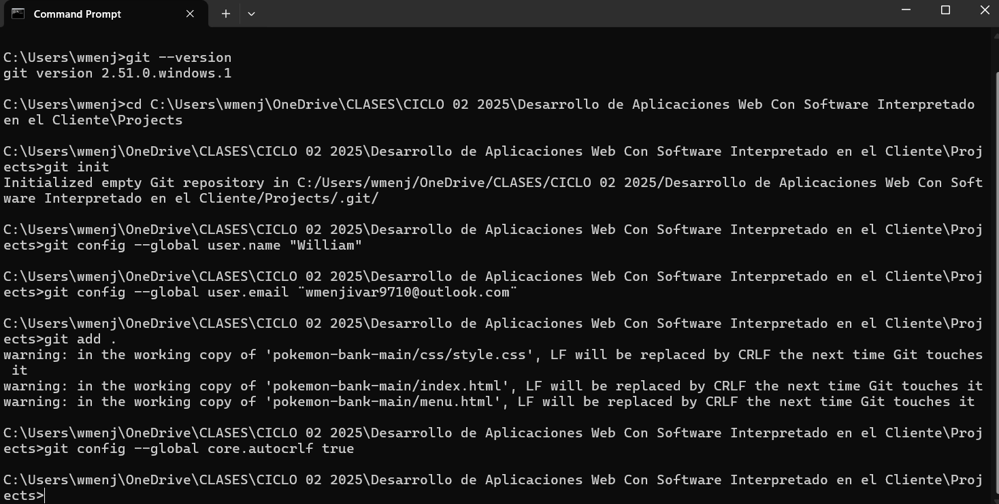 Command Prompt
C:\Users\wmenj>git --version
git version 2.51.0.windows.1
C:\Users\wmenj>cd C:\Users\wmenj\OneDrive\CLASES\CICLO 02 2025\Desarrollo de Aplicaciones Web Con Software Interpretado
en el Cliente\Projects
C:\Users\wmenj\OneDrive\CLASES\CICLO 02 2025\Desarrollo de Aplicaciones Web Con Software Interpretado en el Cliente\Proj
ects>git init
Initialized empty Git repository in C:/Users/wmenj/OneDrive/CLASES/CICLO 02 2025/Desarrollo de Aplicaciones Web Con Soft
ware Interpretado en el Cliente/Projects/.git/
C:\Users\wmenj\OneDrive\CLASES\CICLO 02 2025\Desarrollo de Aplicaciones Web Con Software Interpretado en el Cliente\Proj
ects>git config --global user.name "William"
C:\Users\wmenj\OneDrive\CLASES\CICLO 02 2025\Desarrollo de Aplicaciones Web Con Software Interpretado en el Cliente\Proj
ects>git config --global user.email ¨wmenjivar9710@outlook.com¨
C:\Users\wmenj\OneDrive\CLASES\CICLO 02 2025\Desarrollo de Aplicaciones Web Con Software Interpretado en el Cliente\Proj
ects>git add .
warning: in the working copy of 'pokemon-bank-main/css/style.css', LF will be replaced by CRLF the next time Git touches
 it
warning: in the working copy of 'pokemon-bank-main/index.html', LF will be replaced by CRLF the next time Git touches it
warning: in the working copy of 'pokemon-bank-main/menu.html', LF will be replaced by CRLF the next time Git touches it
C:\Users\wmenj\OneDrive\CLASES\CICLO 02 2025\Desarrollo de Aplicaciones Web Con Software Interpretado en el Cliente\Proj
ects>git config --global core.autocrlf true
C:\Users\wmenj\OneDrive\CLASES\CICLO 02 2025\Desarrollo de Aplicaciones Web Con Software Interpretado en el Cliente\Proj
ects>